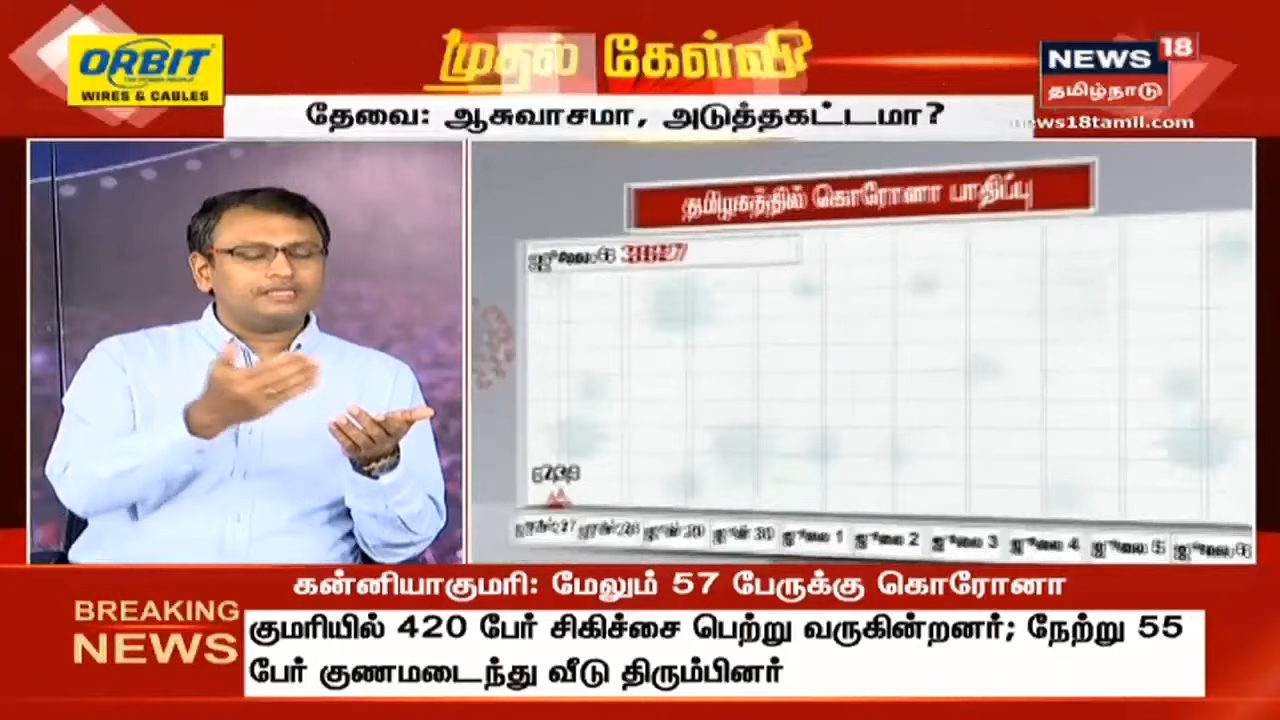 ORBIT
WIRES & CABLES
முதல் கேள்வி?
NEWS 18
தமிழ்நாடு
news18tamil.com
தேவை: ஆசுவாசமா, அடுத்தகட்டமா?
தமிழகத்தில் கொரோனா பாதிப்பு
ஜூலை 6
ஜூன் 30 ஜூலை 1 ஜூலை 2 ஜூலை 3 ஜூலை 4 ஜூலை 5 ஜூலை 6
கன்னியாகுமரி: மேலும் 57 பேருக்கு கொரோனா
BREAKING
NEWS
குமரியில் 420 பேர் சிகிச்சை பெற்று வருகின்றனர்; நேற்று 55
பேர் குணமடைந்து வீடு திரும்பினர்